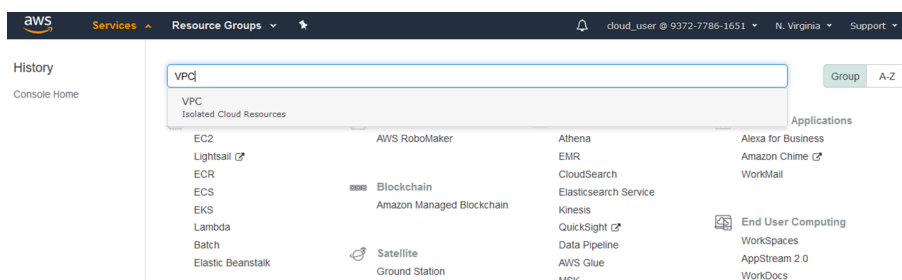 aws
Services
Resource Groups
cloud_user @ 9372-7786-1651
N. Virginia
Support
History
Console Home
VPC
Group
A-Z
VPC
Isolated Cloud Resources
EC2
Lightsail
ECR
ECS
EKS
Lambda
Batch
Elastic Beanstalk
AWS RoboMaker
Blockchain
Amazon Managed Blockchain
Satellite
Ground Station
Athena
EMR
CloudSearch
Elasticsearch Service
Kinesis
QuickSight
Data Pipeline
AWS Glue
MSK
Applications
Alexa for Business
Amazon Chime
WorkMail
End User Computing
WorkSpaces
AppStream 2.0
WorkDocs